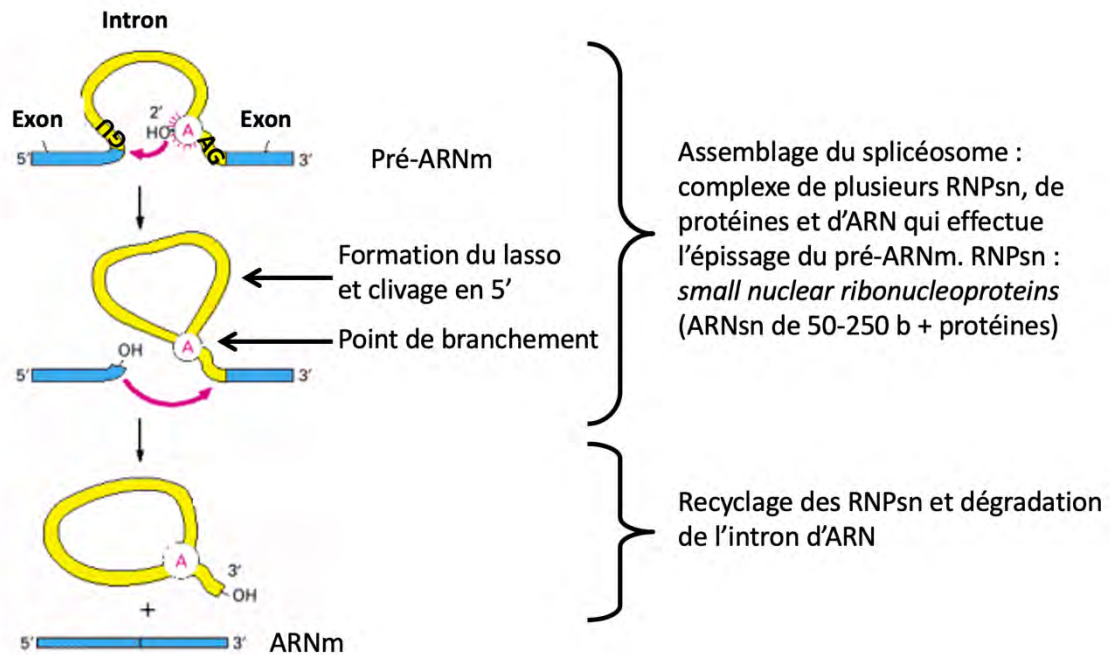 Intron
2'
Exon
GU
HO
A
AG
Exon
5'
3'
Pré-ARNm
Assemblage du splicéosome :
complexe de plusieurs RNPsn, de
protéines et d'ARN qui effectue
l'épissage du pré-ARNm. RNPsn :
small nuclear ribonucleoproteins
(ARNsn de 50-250 b + protéines)
Formation du lasso
et clivage en 5'
Point de branchement
A
OH
5'
3'
Recyclage des RNPsn et dégradation
de l'intron d'ARN
A
3'
OH
+
5'
3'
ARNm